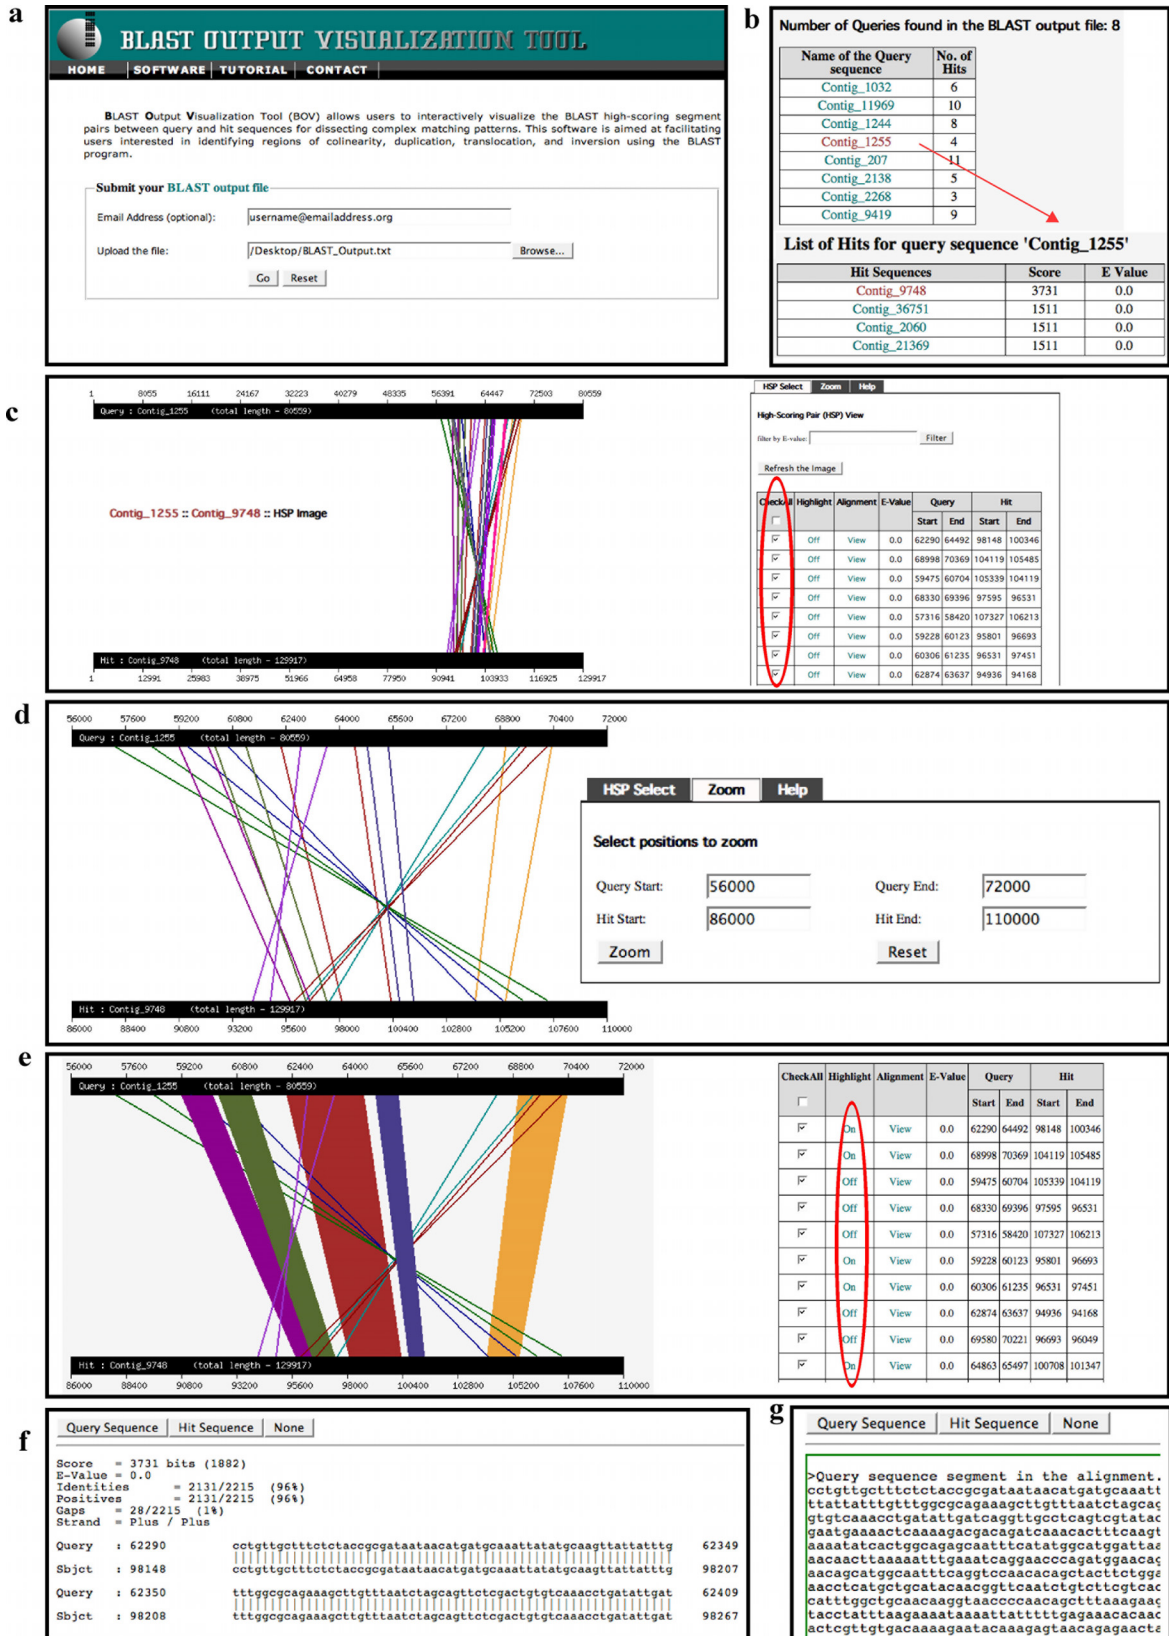 a
BLAST OUTPUT VISUALIZATION TOOL
HOME SOFTWARE TUTORIAL CONTACT
BLAST Output Visualization Tool (BOV) allows users to interactively visualize the BLAST high-scoring segment
pairs between query and hit sequences for dissecting complex matching patterns. This software is aimed at facilitating
users interested in identifying regions of colinearity, duplication, translocation, and inversion using the BLAST
program.
Submit your BLAST output file
Email Address (optional): username@emailaddress.org
Upload the file: /Desktop/BLAST_Output.txt Browse...
Go Reset
b
Number of Queries found in the BLAST output file: 8
Name of the Query sequence No. of Hits
Contig_1032 6
Contig_11969 10
Contig_1244 8
Contig_1255 4
Contig_207 11
Contig_2138 5
Contig_2268 3
Contig_9419 9
List of Hits for query sequence 'Contig_1255'
Hit Sequences Score E Value
Contig_9748 3731 0.0
Contig_36751 1511 0.0
Contig_2060 1511 0.0
Contig_21369 1511 0.0
c
1 8055 16111 24167 32223 40279 48335 56391 64447 72503 80559
Query : Contig_1255 (total length - 80559)
Contig_1255 :: Contig_9748 :: HSP Image
Hit : Contig_9748 (total length - 129917)
1 12991 25983 38975 51966 64958 77950 90941 103933 116925 129917
HSP Select Zoom Help
High-Scoring Pair (HSP) View
filter by E-value: Filter
Refresh the Image
CheckAll Highlight Alignment E-Value Query Hit
Start End Start End
Off View 0.0 62290 64492 98148 100346
Off View 0.0 68998 70369 104119 105485
Off View 0.0 59475 60704 105339 104119
Off View 0.0 68330 69396 97595 96531
Off View 0.0 57316 58420 107327 106213
Off View 0.0 59228 60123 95801 96693
Off View 0.0 60306 61235 96531 97451
Off View 0.0 62874 63637 94936 94168
d
56000 57600 59200 60800 62400 64000 65600 67200 68800 70400 72000
Query : Contig_1255 (total length - 80559)
Hit : Contig_9748 (total length - 129917)
86000 88400 90800 93200 95600 98000 100400 102800 105200 107600 110000
HSP Select Zoom Help
Select positions to zoom
Query Start: 56000 Query End: 72000
Hit Start: 86000 Hit End: 110000
Zoom Reset
e
56000 57600 59200 60800 62400 64000 65600 67200 68800 70400 72000
Query : Contig_1255 (total length - 80559)
Hit : Contig_9748 (total length - 129917)
86000 88400 90800 93200 95600 98000 100400 102800 105200 107600 110000
CheckAll Highlight Alignment E-Value Query Hit
Start End Start End
On View 0.0 62290 64492 98148 100346
On View 0.0 68998 70369 104119 105485
Off View 0.0 59475 60704 105339 104119
Off View 0.0 68330 69396 97595 96531
Off View 0.0 57316 58420 107327 106213
On View 0.0 59228 60123 95801 96693
On View 0.0 60306 61235 96531 97451
Off View 0.0 62874 63637 94936 94168
Off View 0.0 69580 70221 96693 96049
On View 0.0 64863 65497 100708 101347
f
Query Sequence Hit Sequence None
Score = 3731 bits (1882)
E-Value = 0.0
Identities = 2131/2215 (96%)
Positives = 2131/2215 (96%)
Gaps = 28/2215 (1%)
Strand = Plus / Plus
Query : 62290 cctgttgctttctctaccgcgataataacatgatgcaaattatatgcaagttattatttg 62349
Sbjct : 98148 cctgttgctttctctaccgcgataataacatgatgcaaattatatgcaagttattatttg 98207
Query : 62350 tttggcgcagaaagcttgtttaatctagcagttctcgactgtgtcaaacctgatattgat 62409
Sbjct : 98208 tttggcgcagaaagcttgtttaatctagcagttctcgactgtgtcaaacctgatattgat 98267
g
Query Sequence Hit Sequence None
>Query sequence segment in the alignment.
cctgttgctttctctaccgcgataataacatgatgcaaatt
ttattatttgtttggcgcagaaagcttgtttaatctagcag
gtgtcaaacctgatattgatcaggttgcctcagtcgtatac
gaatgaaaactcaaaagacgacagatcaaacactttcaagt
aaaatatcactggcagagcaatttcatatggcatggattaa
aacaacttaaaaatttgaaatcaggaacccagatggaacag
aacagcatggcaatttcaggtccaacacagctacttctgga
aacctcatgctgcatacaacggttcaatctgtcttcgtcac
catttggctgcaacaaggtaaccccaacagctttaaagaag
tacctatttaagaaaataaaattatttttgagaaacacaac
actcgttgtgacaaaagaatacaaagagtaacagagaacta